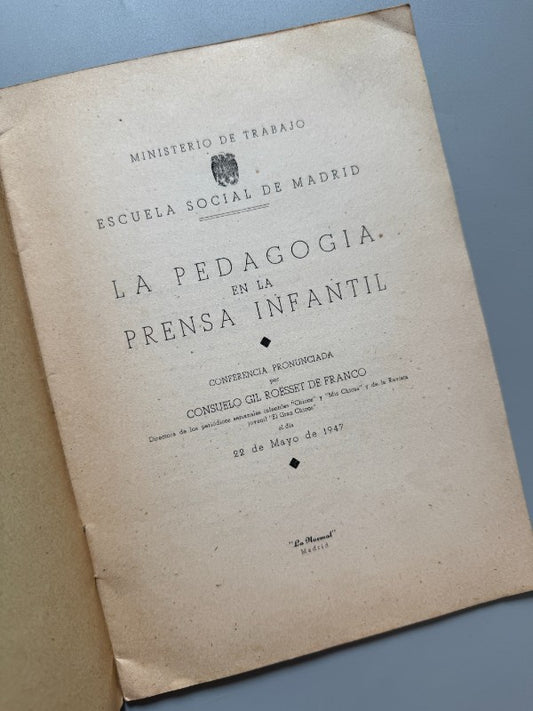 MINISTERIO DE TRABAJO
ESCUELA SOCIAL DE MADRID
LA PEDAGOGIA
EN LA
PRENSA INFANTIL
CONFERENCIA PRONUNCIADA
por
CONSUELO GIL ROESSET DE FRANCO
Directora de los periódicos semanales infantiles "Chicos" y "Mis Chicas" y de la Revista
juvenil "El Gran Chicos"
el día
22 de Mayo de 1947
"La Normal"
Madrid